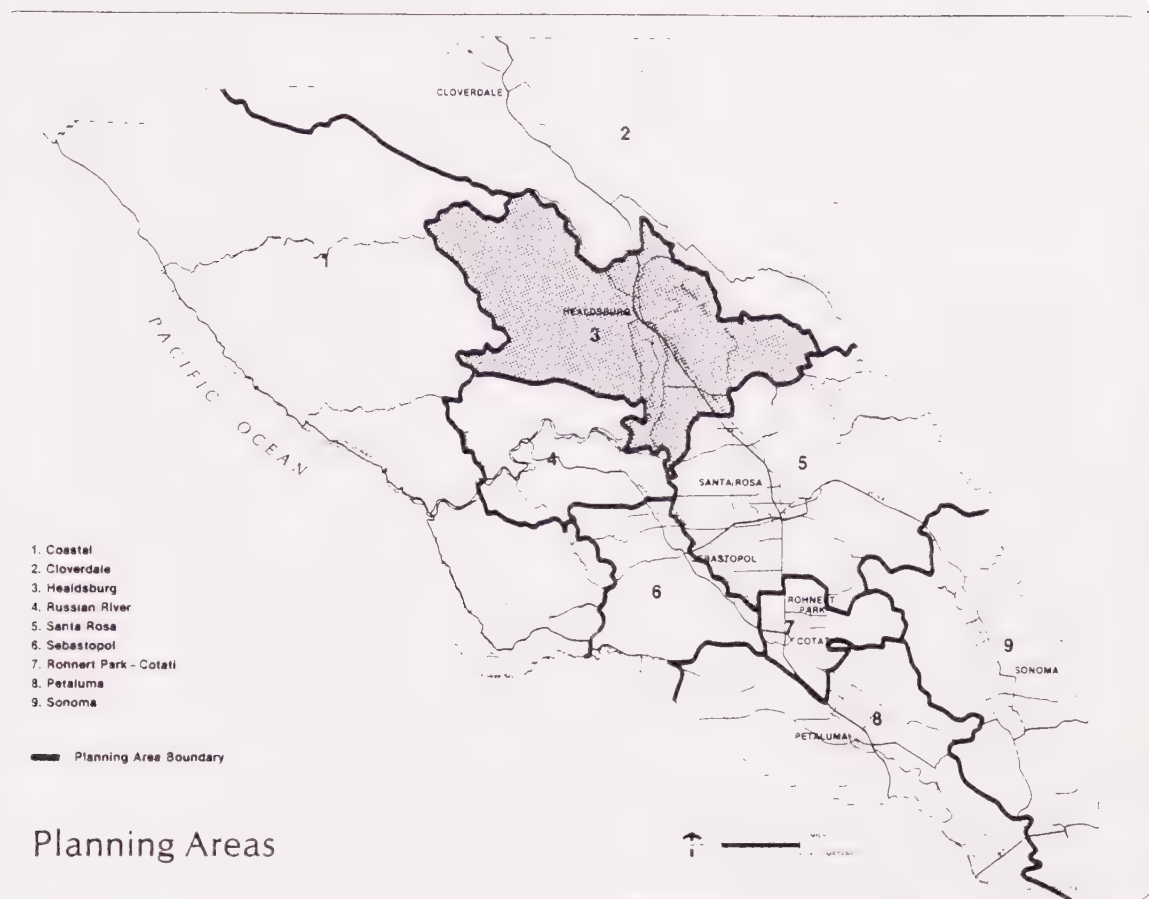 CLOVERDALE
2
HEALDSBURG
3
PACIFIC OCEAN
4
5
SANTA ROSA
SEBASTOPOL
6
ROHNERT
PARK
7
COTATI
9
SONOMA
8
PETALUMA
1. Coastal
2. Cloverdale
3. Healdsburg
4. Russian River
5. Santa Rosa
6. Sebastopol
7. Rohnert Park - Cotati
8. Petaluma
9. Sonoma
Planning Area Boundary
Planning Areas